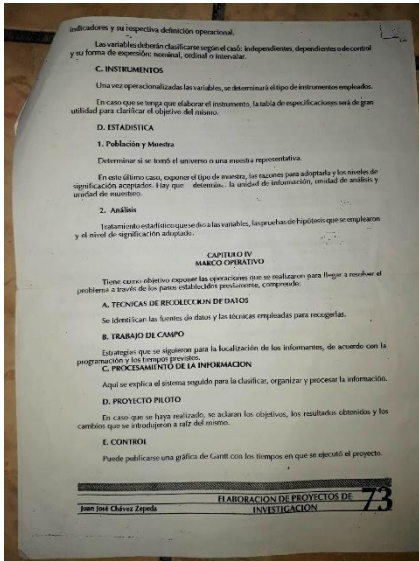 indicadores y su respectiva definición operacional.
Las variables deberán clasificarse según el caso: independientes, dependientes o de control
y su forma de expresión: nominal, ordinal o intervalar.
C. INSTRUMENTOS
Una vez operacionalizadas las variables, se determinará el tipo de instrumentos empleados.
En caso que se tenga que elaborar el instrumento, la tabla de especificaciones será de gran
utilidad para clarificar el objetivo del mismo.
D. ESTADISTICA
1. Población y Muestra
Determinar si se tomó el universo o una muestra representativa.
En este último caso, exponer el tipo de muestra, las razones para adoptarla y los niveles de
significación aceptados. Hay que la unidad de información, unidad de análisis y
unidad de muestreo.
2. Análisis
Tratamiento estadístico que se dio a las variables, las pruebas de hipótesis que se emplearon
y el nivel de significación adoptado.
CAPITULO IV
MARCO OPERATIVO
Tiene como objetivo exponer las operaciones que se realizaron para llegar a resolver el
problema a través de los pasos establecidos previamente, comprende:
A. TECNICAS DE RECOLECCION DE DATOS
Se identifican las fuentes de datos y las técnicas empleadas para recogerlas.
B. TRABAJO DE CAMPO
Estrategias que se siguieron para la localización de los informantes, de acuerdo con la
programación y los tiempos previstos.
C. PROCESAMIENTO DE LA INFORMACION
Aquí se explica el sistema seguido para la clasificar, organizar y procesar la información.
D. PROYECTO PILOTO
En caso que se haya realizado, se aclaran los objetivos, los resultados obtenidos y los
cambios que se introdujeron a raíz del mismo.
E. CONTROL
Puede publicarse una gráfica de Gantt con los tiempos en que se ejecutó el proyecto.
ELABORACION DE PROYECTOS DE
INVESTIGACION
73
Juan José Chávez Zepeda